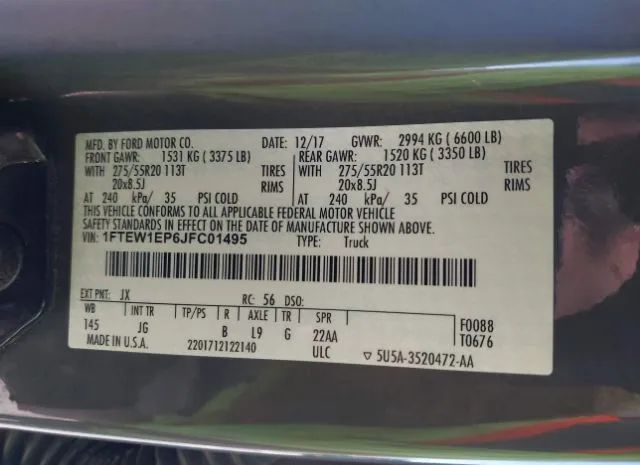 MFD. BY FORD MOTOR CO. DATE: 12/17 GVWR: 2994 KG ( 6600 LB)
FRONT GAWR: 1531 KG ( 3375 LB) REAR GAWR: 1520 KG ( 3350 LB)
WITH 275/55R20 113T TIRES WITH 275/55R20 113T TIRES
20x8.5J RIMS 20x8.5J RIMS
AT 240 kPa/ 35 PSI COLD AT 240 kPa/ 35 PSI COLD
THIS VEHICLE CONFORMS TO ALL APPLICABLE FEDERAL MOTOR VEHICLE
SAFETY STANDARDS IN EFFECT ON THE DATE OF MANUFACTURE SHOWN ABOVE.
VIN: 1FTEW1EP6JFC01495 TYPE: Truck
EXT PNT: JX RC: 56 DSO:
WB INT TR TP/PS R AXLE TR SPR F0088
145 JG B L9 G 22AA T0676
MADE IN U.S.A. 2201712122140 ULC ▽ 5U5A-3520472-AA